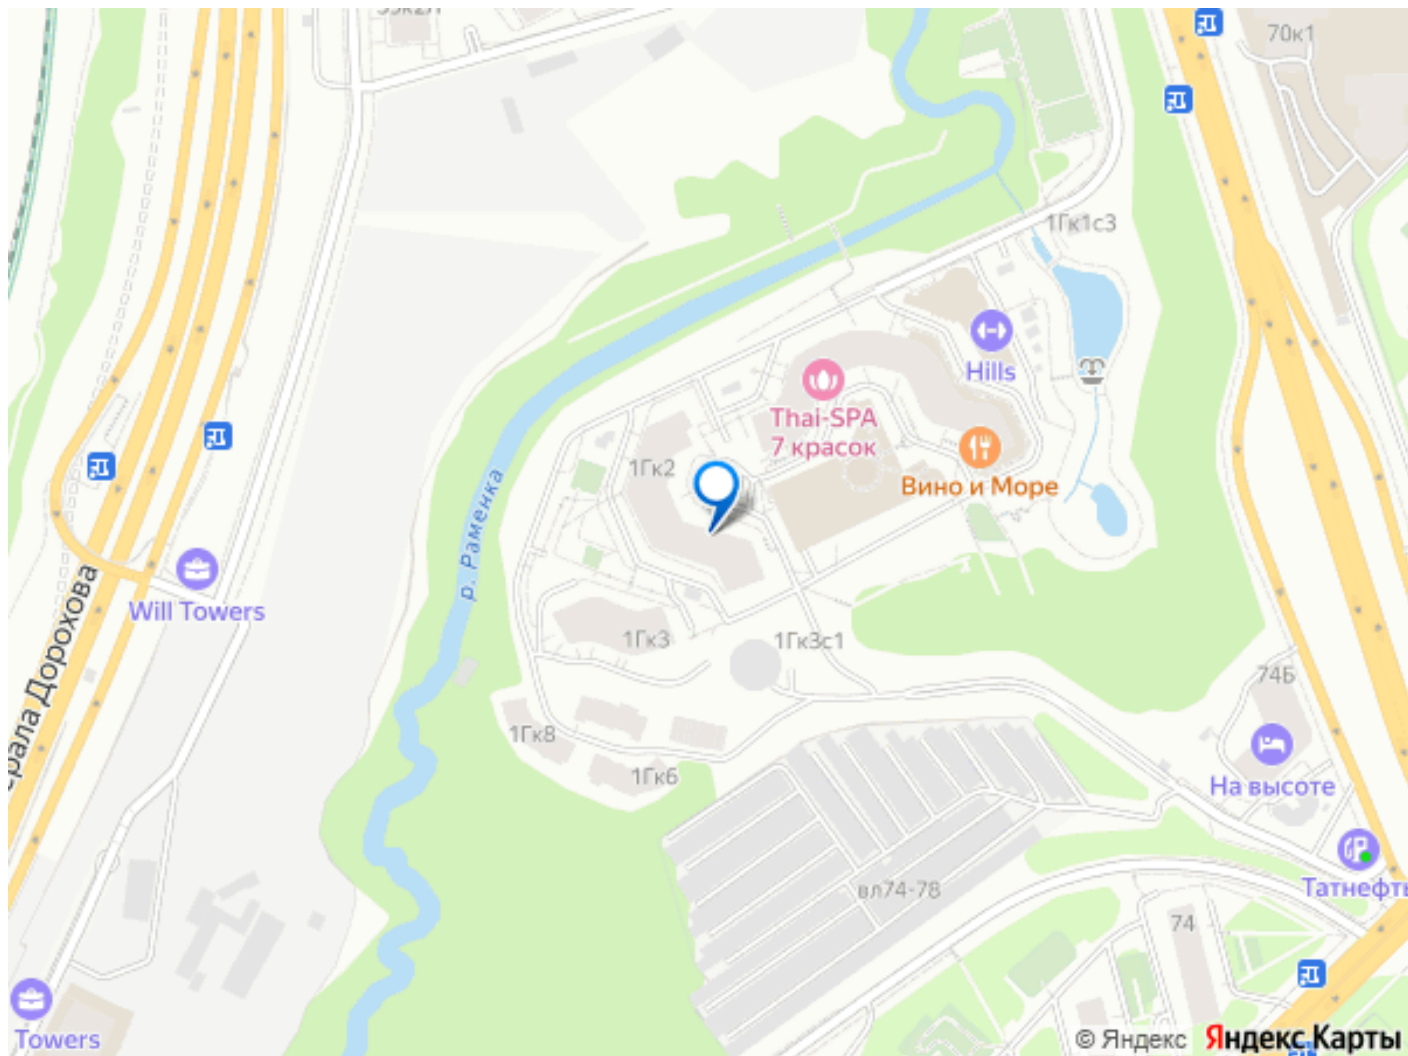 70к1
1Гк1с3
Hills
Thai-SPA
7 красок
1Гк2
Вино и Море
р. Раменка
Will Towers
1Гк3
1Гк3с1
74Б
1Гк8
1Гк6
На высоте
рала Дорохова
вл74-78
Татнефть
74
Towers
© Яндекс Яндекс Карты